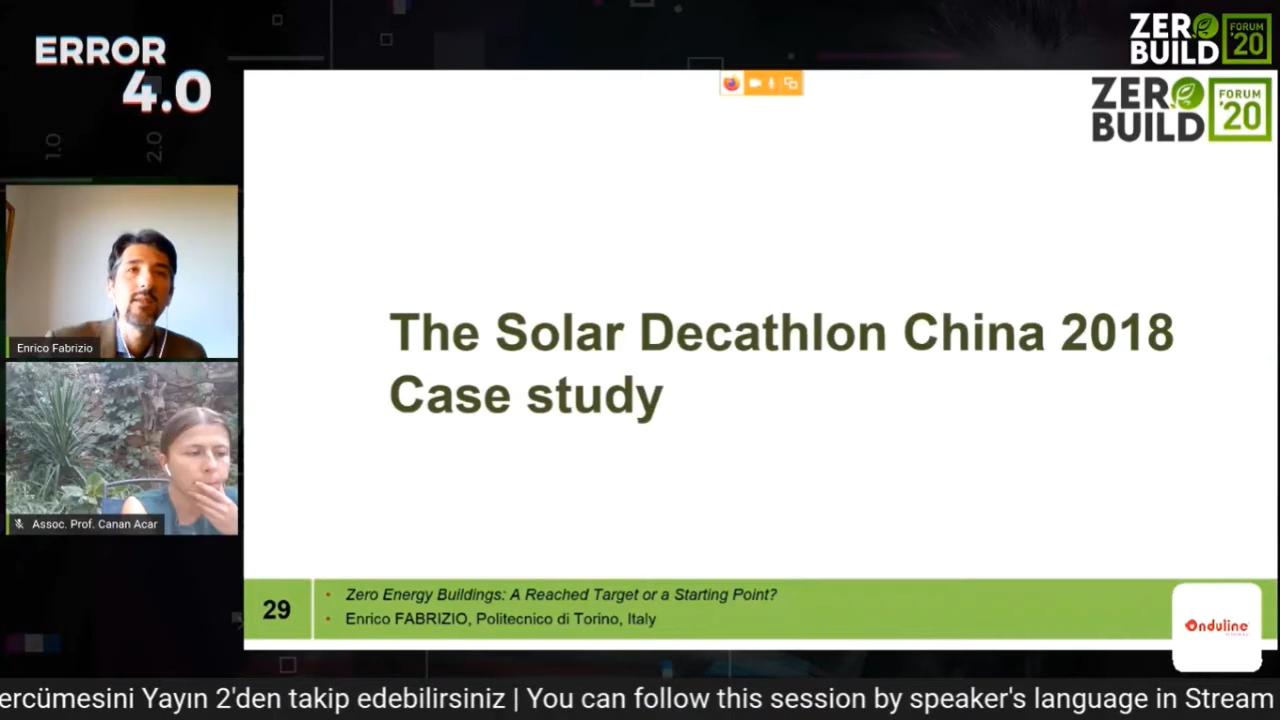 ERROR
4.0
1.0
2.0
ZERO
BUILD
FORUM
'20
ZERO
BUILD
FORUM
'20
Enrico Fabrizio
Assoc. Prof. Canan Acar
The Solar Decathlon China 2018
Case study
29
• Zero Energy Buildings: A Reached Target or a Starting Point?
• Enrico FABRIZIO, Politecnico di Torino, Italy
Onduline
ercümesini Yayın 2'den takip edebilirsiniz | You can follow this session by speaker's language in Stream